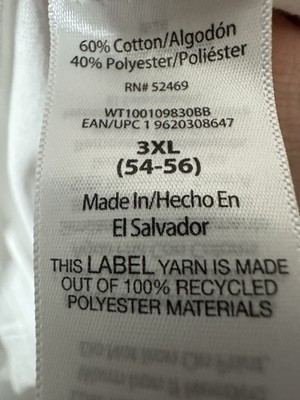 60% Cotton/Algodón
40% Polyester/Poliéster
RN# 52469
WT100109830BB
EAN/UPC 1 9620308647
3XL
(54-56)
Made In/Hecho En
El Salvador
THIS LABEL YARN IS MADE
OUT OF 100% RECYCLED
POLYESTER MATERIALS